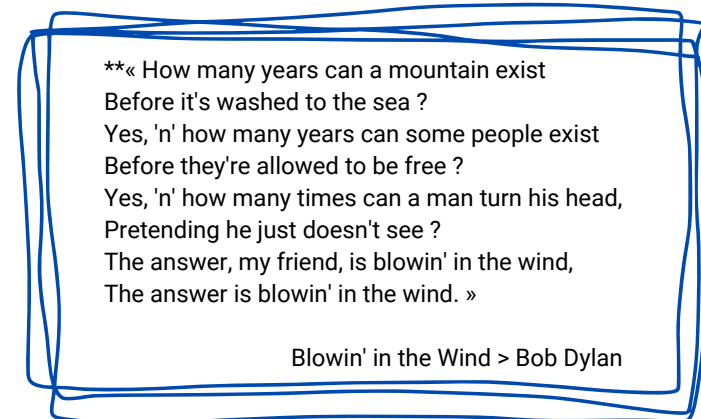 **« How many years can a mountain exist
Before it's washed to the sea ?
Yes, 'n' how many years can some people exist
Before they're allowed to be free ?
Yes, 'n' how many times can a man turn his head,
Pretending he just doesn't see ?
The answer, my friend, is blowin' in the wind,
The answer is blowin' in the wind. »
Blowin' in the Wind > Bob Dylan